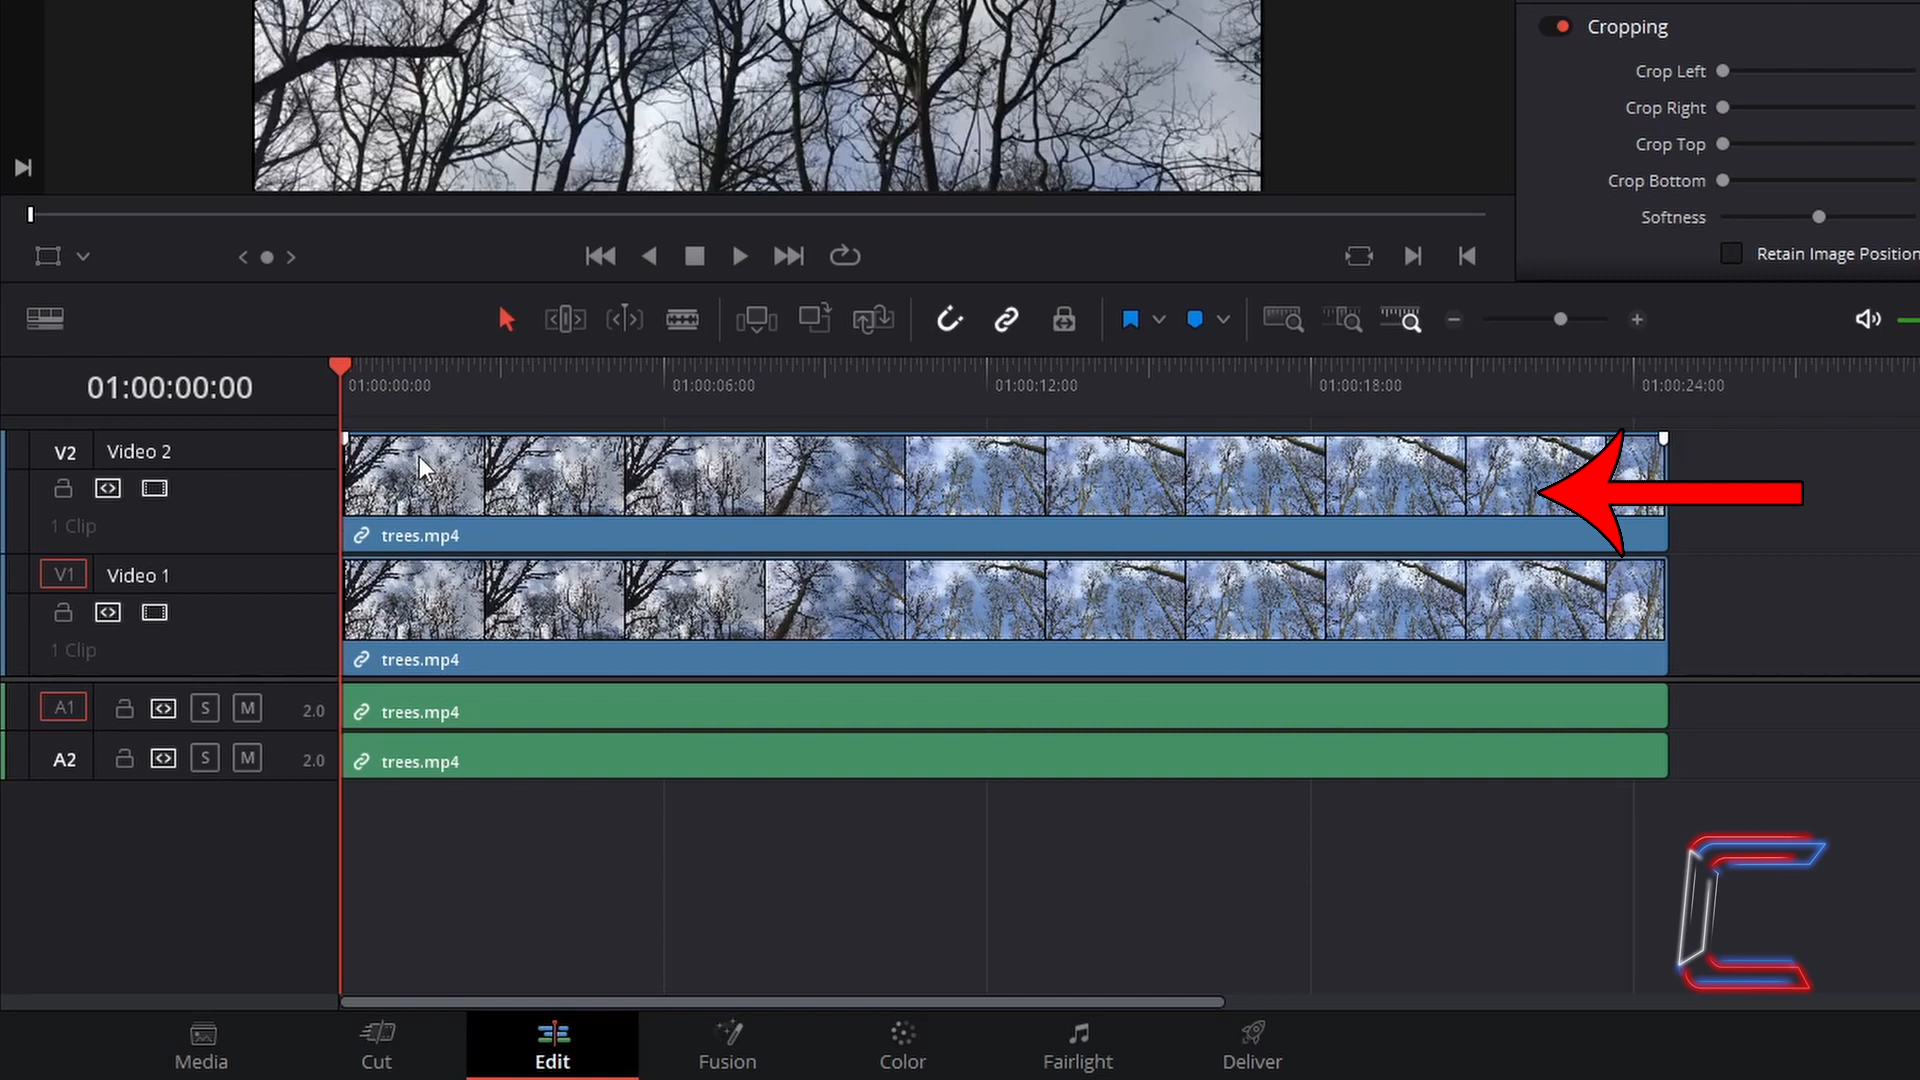 Cropping
Crop Left
Crop Right
Crop Top
Crop Bottom
Softness
Retain Image Position
01:00:00:00
01:00:00:00
01:00:06:00
01:00:12:00
01:00:18:00
01:00:24:00
V2 Video 2
1 Clip
trees.mp4
V1 Video 1
1 Clip
trees.mp4
A1 S M 2.0
trees.mp4
A2 S M 2.0
trees.mp4
C
Media
Cut
Edit
Fusion
Color
Fairlight
Deliver